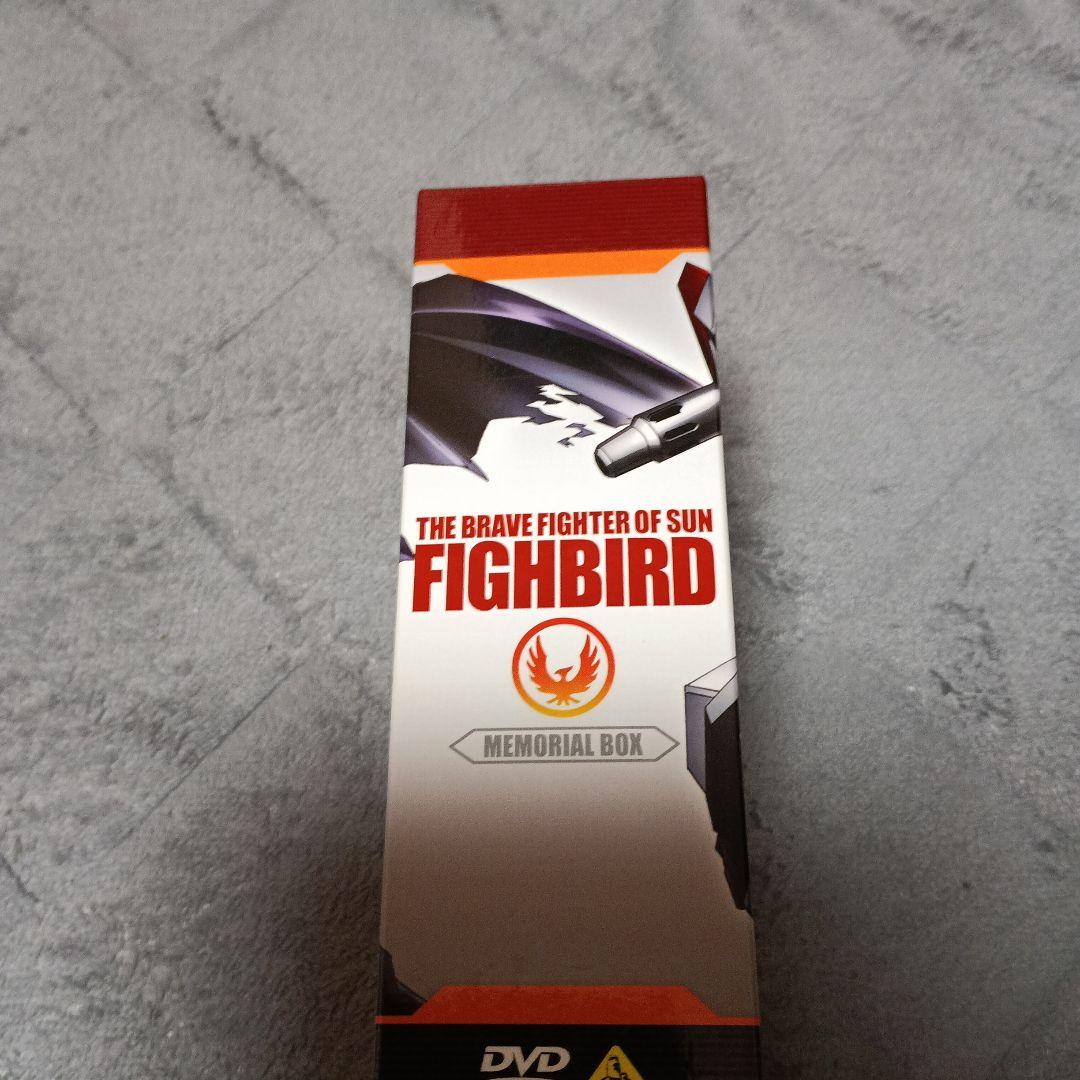 THE BRAVE FIGHTER OF SUN
FIGHBIRD
MEMORIAL BOX
DVD